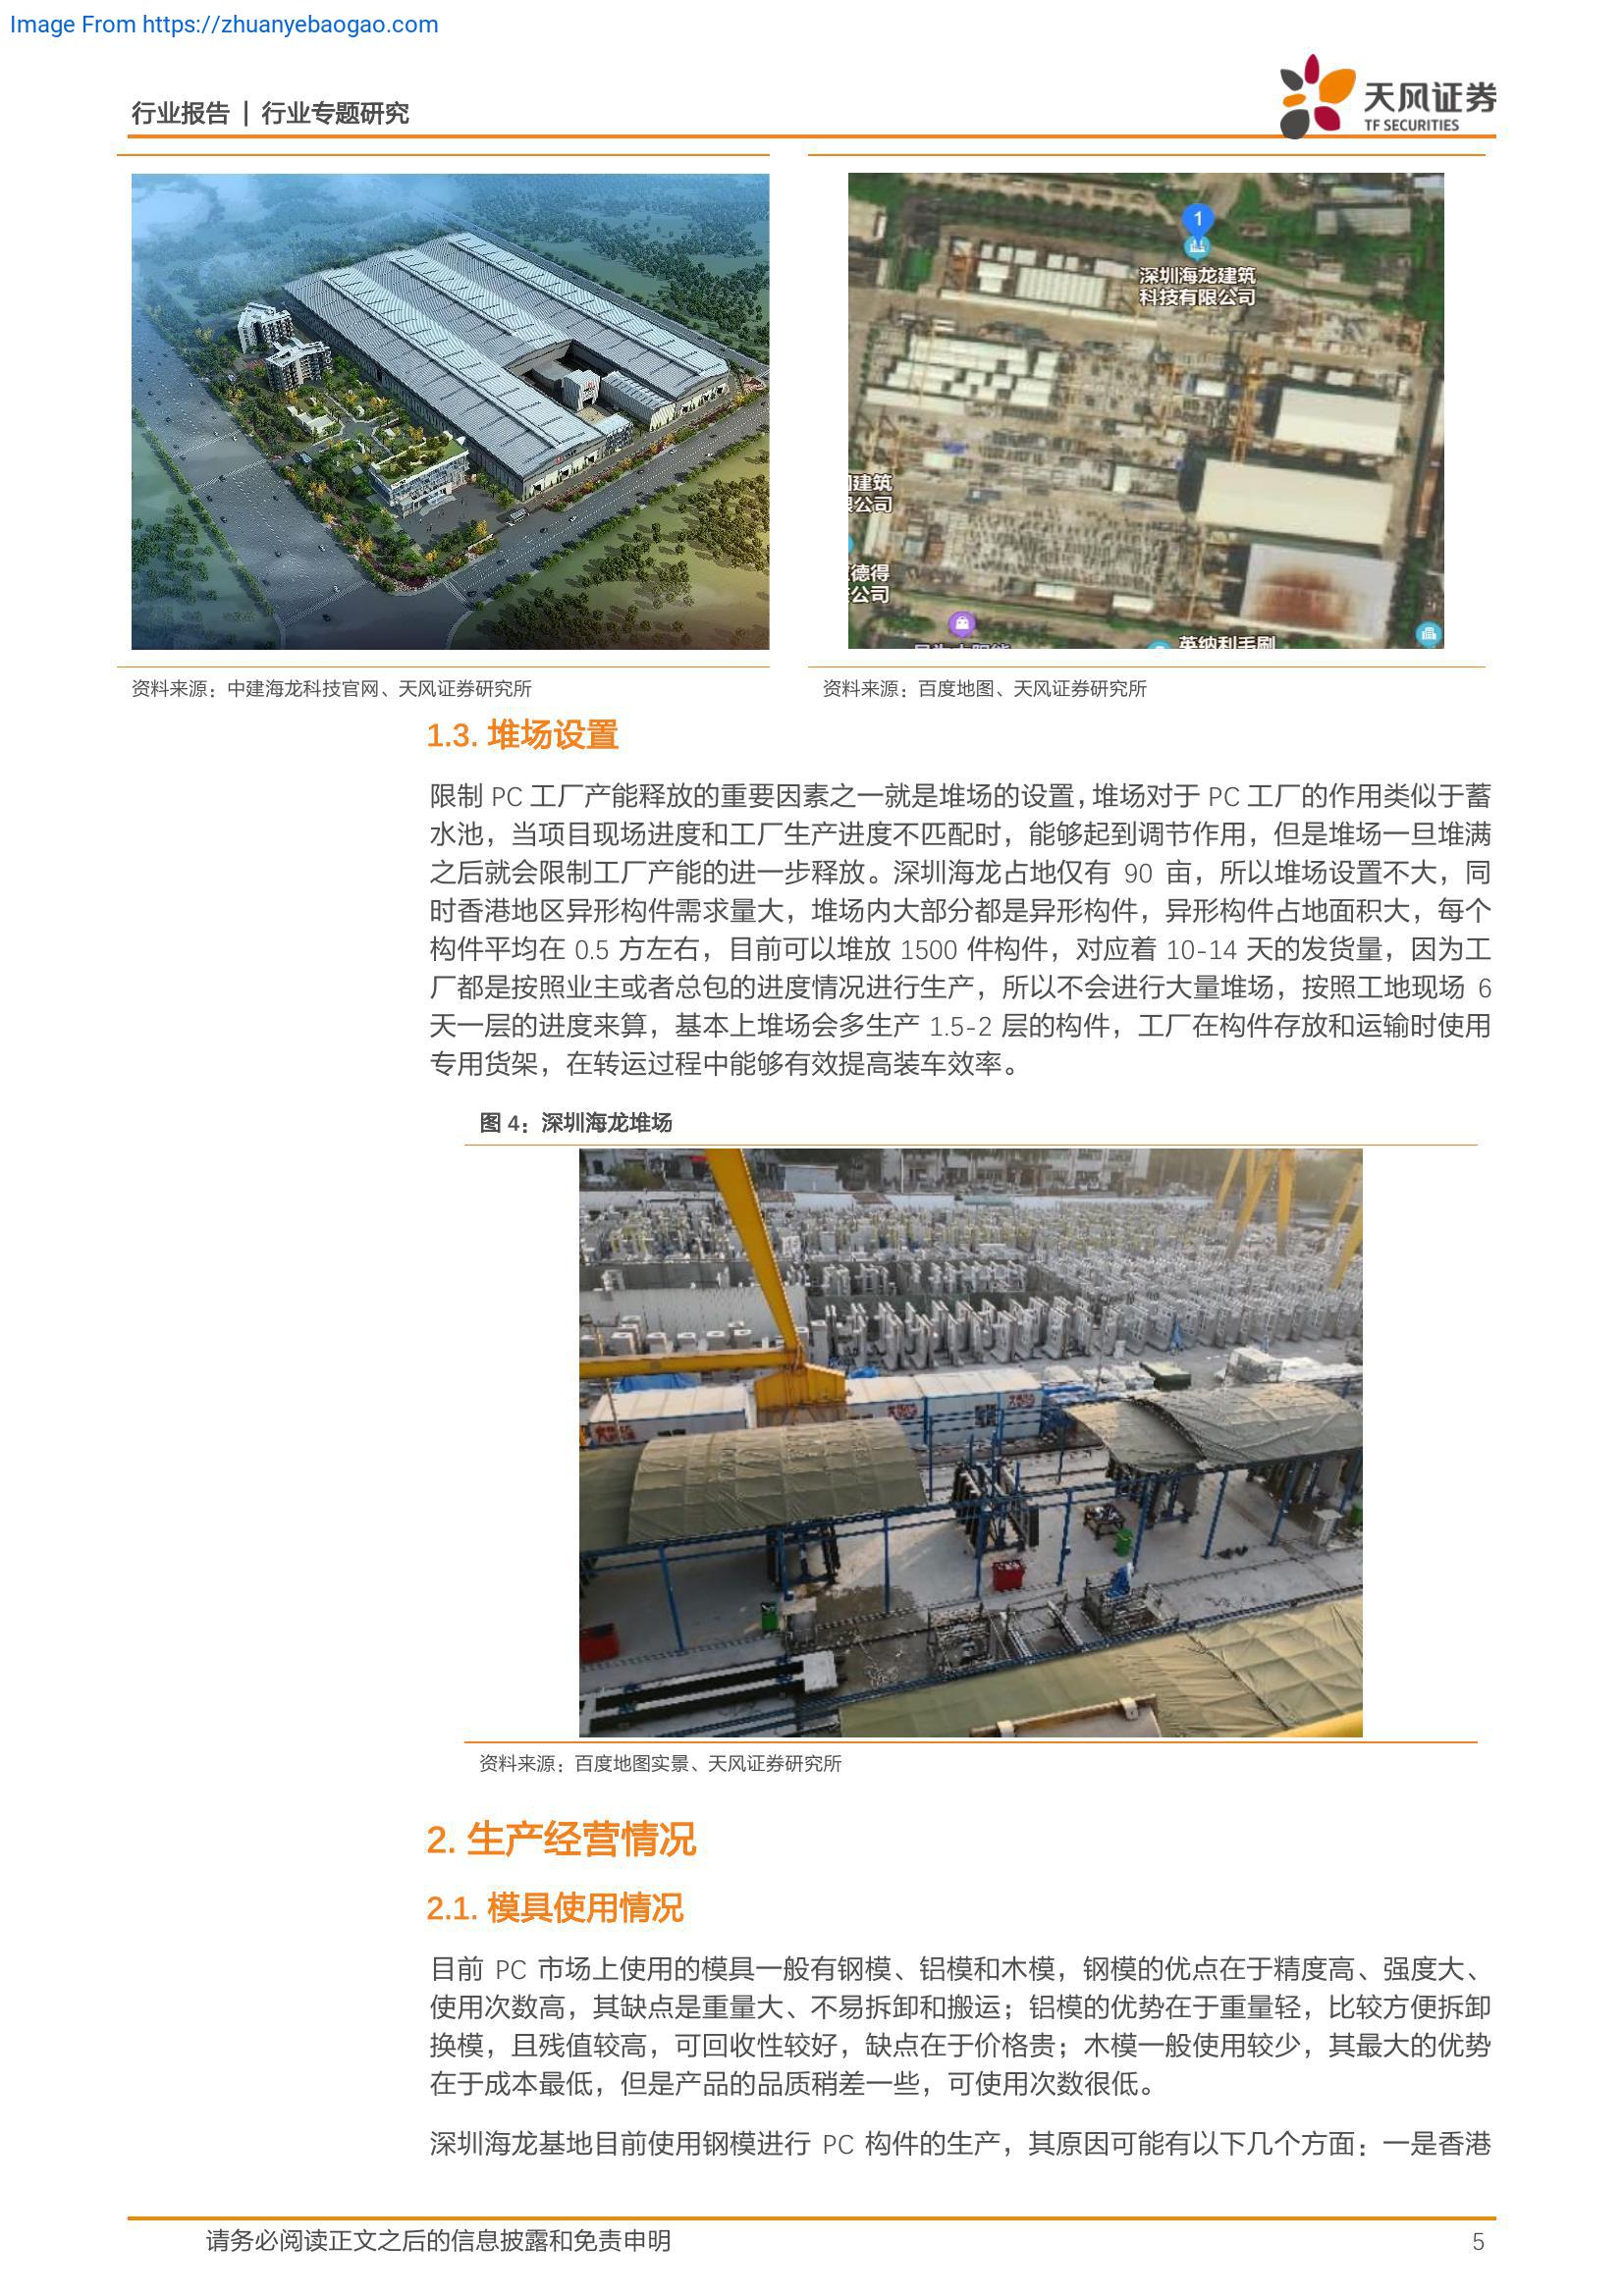 Image From https://zhuanyebaogao.com
行业报告 | 行业专题研究
天风证券
TF SECURITIES
1
深圳海龙建筑
科技有限公司
建筑
公司
德得
公司
英纳利毛刷
资料来源：中建海龙科技官网、天风证券研究所
资料来源：百度地图、天风证券研究所
1.3. 堆场设置
限制 PC 工厂产能释放的重要因素之一就是堆场的设置，堆场对于 PC 工厂的作用类似于蓄
水池，当项目现场进度和工厂生产进度不匹配时，能够起到调节作用，但是堆场一旦堆满
之后就会限制工厂产能的进一步释放。深圳海龙占地仅有 90 亩，所以堆场设置不大，同
时香港地区异形构件需求量大，堆场内大部分都是异形构件，异形构件占地面积大，每个
构件平均在 0.5 方左右，目前可以堆放 1500 件构件，对应着 10-14 天的发货量，因为工
厂都是按照业主或者总包的进度情况进行生产，所以不会进行大量堆场，按照工地现场 6
天一层的进度来算，基本上堆场会多生产 1.5-2 层的构件，工厂在构件存放和运输时使用
专用货架，在转运过程中能够有效提高装车效率。
图 4：深圳海龙堆场
资料来源：百度地图实景、天风证券研究所
2. 生产经营情况
2.1. 模具使用情况
目前 PC 市场上使用的模具一般有钢模、铝模和木模，钢模的优点在于精度高、强度大、
使用次数高，其缺点是重量大、不易拆卸和搬运；铝模的优势在于重量轻，比较方便拆卸
换模，且残值较高，可回收性较好，缺点在于价格贵；木模一般使用较少，其最大的优势
在于成本最低，但是产品的品质稍差一些，可使用次数很低。
深圳海龙基地目前使用钢模进行 PC 构件的生产，其原因可能有以下几个方面：一是香港
请务必阅读正文之后的信息披露和免责申明
5